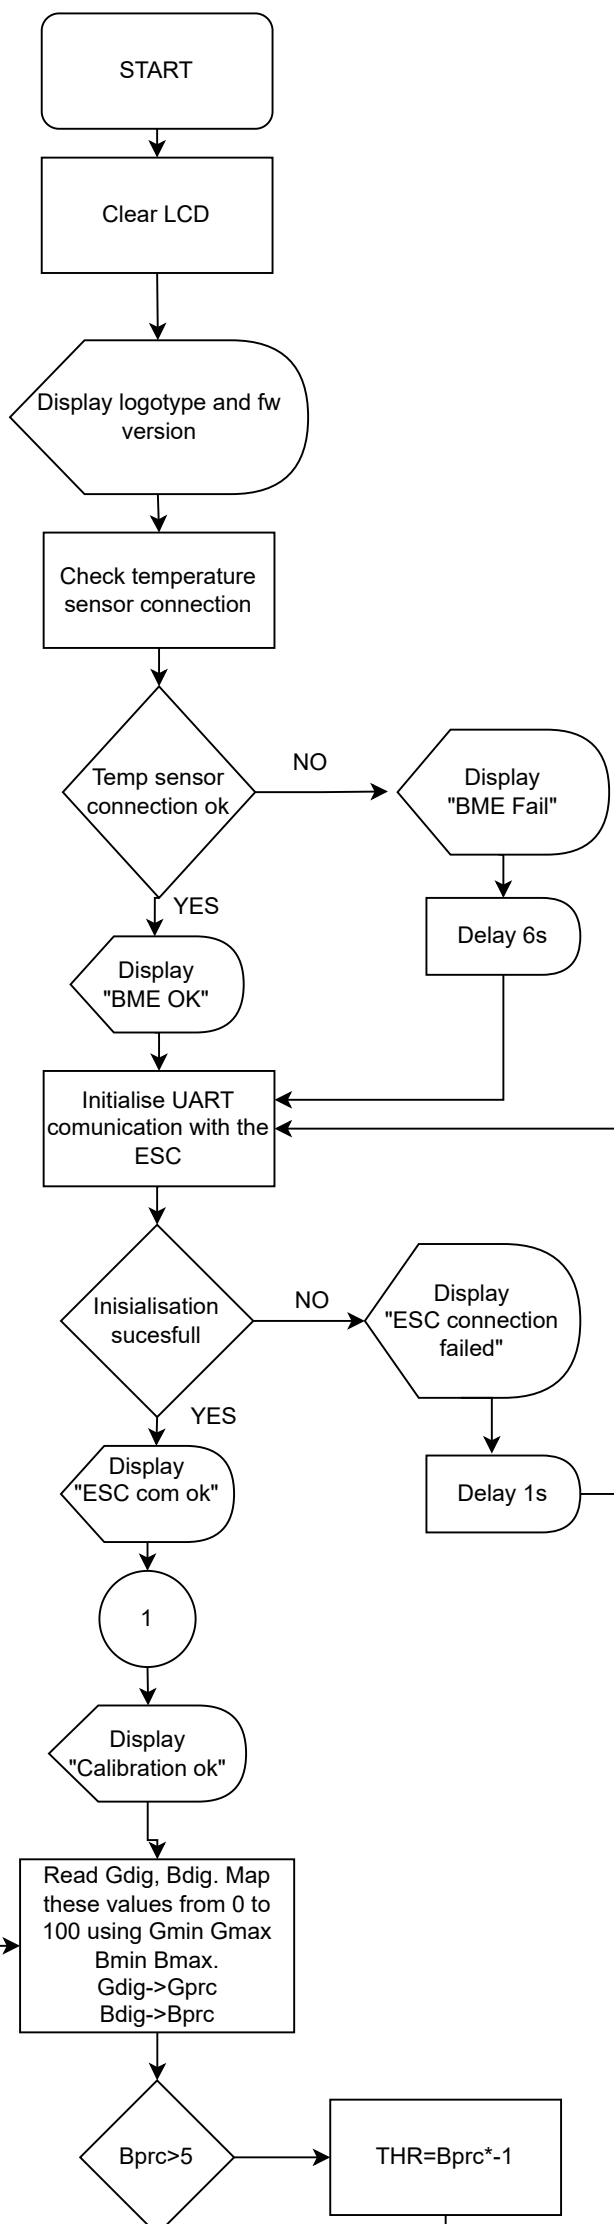 START
Clear LCD
Display logotype and fw
version
Check temperature
sensor connection
Temp sensor
connection ok
NO
Display
"BME Fail"
YES
Delay 6s
Display
"BME OK"
Initialise UART
comunication with the
ESC
Inisialisation
sucesfull
NO
Display
"ESC connection
failed"
YES
Display
"ESC com ok"
Delay 1s
1
Display
"Calibration ok"
Read Gdig, Bdig. Map
these values from 0 to
100 using Gmin Gmax
Bmin Bmax.
Gdig->Gprc
Bdig->Bprc
Bprc>5
THR=Bprc*-1